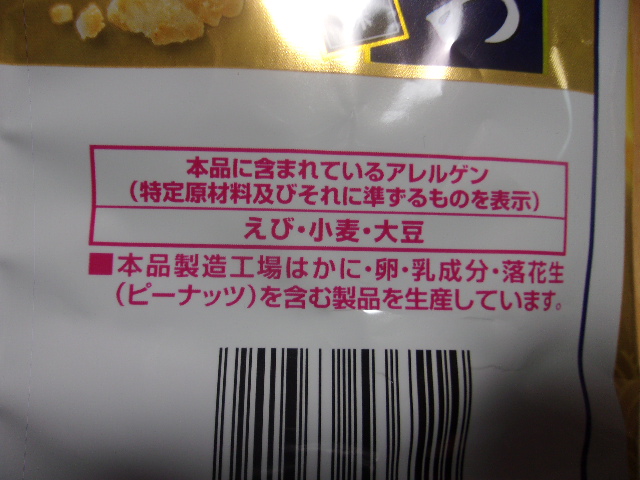 本品に含まれているアレルゲン
（特定原材料及びそれに準ずるものを表示）
えび・小麦・大豆
■本品製造工場はかに・卵・乳成分・落花生
（ピーナッツ）を含む製品を生産しています。